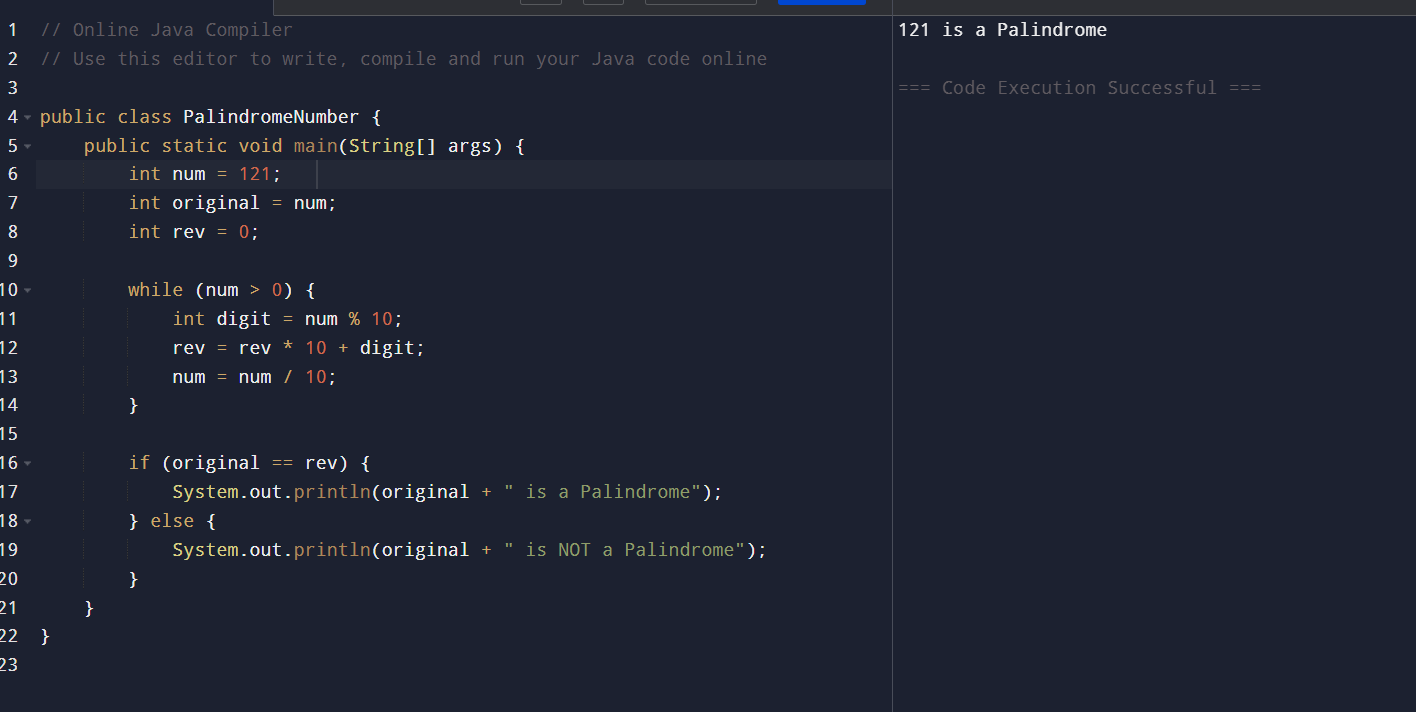 1 // Online Java Compiler
2 // Use this editor to write, compile and run your Java code online
3
4 public class PalindromeNumber {
5     public static void main(String[] args) {
6         int num = 121;
7         int original = num;
8         int rev = 0;
9
10         while (num > 0) {
11             int digit = num % 10;
12             rev = rev * 10 + digit;
13             num = num / 10;
14         }
15
16         if (original == rev) {
17             System.out.println(original + " is a Palindrome");
18         } else {
19             System.out.println(original + " is NOT a Palindrome");
20         }
21     }
22 }
23
121 is a Palindrome
=== Code Execution Successful ===